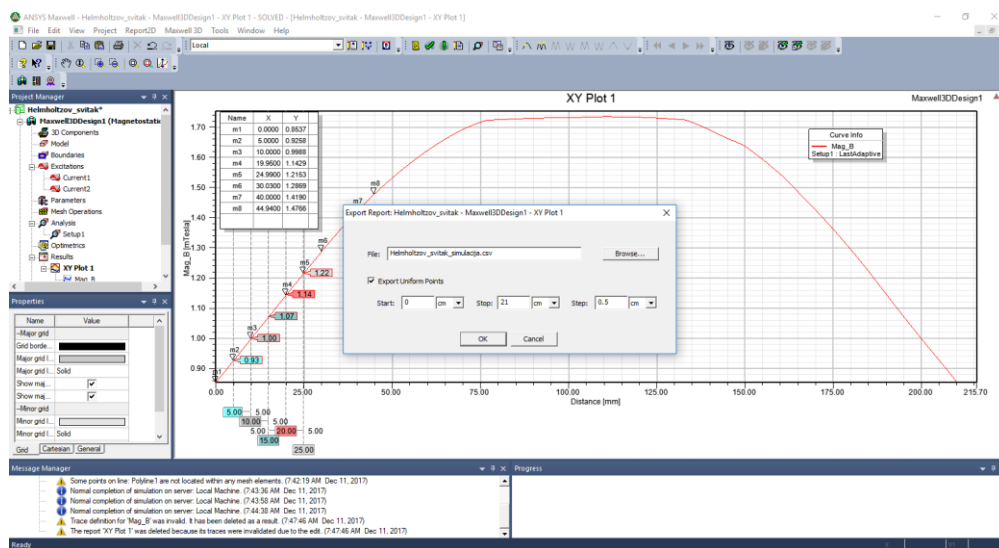 ANSYS Maxwell - Helmholtzov_svitak - Maxwell3DDesign1 - XY Plot 1 - SOLVED - [Helmholtzov_svitak - Maxwell3DDesign1 - XY Plot 1]
File Edit View Project Report2D Maxwell 3D Tools Window Help
Local
Project Manager
Helmholtzov_svitak*
Maxwell3DDesign1 (Magnetostatic
3D Components
Model
Boundaries
Excitations
Current1
Current2
Parameters
Mesh Operations
Analysis
Setup1
Optimetrics
Results
XY Plot 1
Mag_B
Properties
Name Value
--Major grid
Grid borde...
Major grid l...
Major grid l... Solid
Show maj...
Show maj...
--Minor grid
Minor grid l...
Minor grid l... Solid
Grid Cartesian General
XY Plot 1
Maxwell3DDesign1
Name X Y
m1 0.0000 0.8537
m2 5.0000 0.9258
m3 10.0000 0.9988
m4 19.9500 1.1429
m5 24.9900 1.2153
m6 30.0300 1.2869
m7 40.0000 1.4190
m8 44.9400 1.4766
Curve Info
Mag_B
Setup1 : LastAdaptive
Mag_B [mTesla]
1.70
1.60
1.50
1.40
1.30
1.20
1.10
1.00
0.90
m8
m7
m6
m5
1.22
m4
1.14
1.07
m3
1.00
m2
0.93
m1
0.00 25.00 50.00 75.00 100.00 125.00 150.00 175.00 200.00 215.70
Distance [mm]
5.00 5.00
10.00 5.00
5.00 20.00 5.00
15.00
25.00
Export Report: Helmholtzov_svitak - Maxwell3DDesign1 - XY Plot 1
File: Helmholtzov_svitak_simulacija.csv Browse...
Export Uniform Points
Start: 0 cm Stop: 21 cm Step: 0.5 cm
OK Cancel
Message Manager
Some points on line: Polyline1 are not located within any mesh elements. (7:42:19 AM Dec 11, 2017)
Normal completion of simulation on server: Local Machine. (7:43:36 AM Dec 11, 2017)
Normal completion of simulation on server: Local Machine. (7:43:58 AM Dec 11, 2017)
Normal completion of simulation on server: Local Machine. (7:44:38 AM Dec 11, 2017)
Trace definition for 'Mag_B' was invalid. It has been deleted as a result. (7:47:46 AM Dec 11, 2017)
The report 'XY Plot 1' was deleted because its traces were invalidated due to the edit. (7:47:46 AM Dec 11, 2017)
Progress
Ready